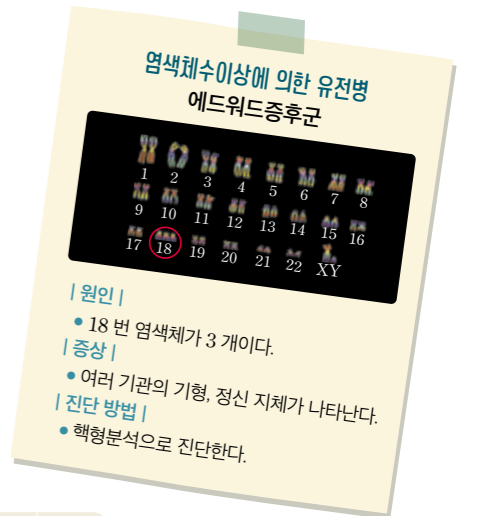 염색체수이상에 의한 유전병
에드워드증후군
1 2 3 4 5 6 7 8
9 10 11 12 13 14 15 16
17 18 19 20 21 22 XY
| 원인 |
• 18 번 염색체가 3 개이다.
| 증상 |
• 여러 기관의 기형, 정신 지체가 나타난다.
| 진단 방법 |
• 핵형분석으로 진단한다.